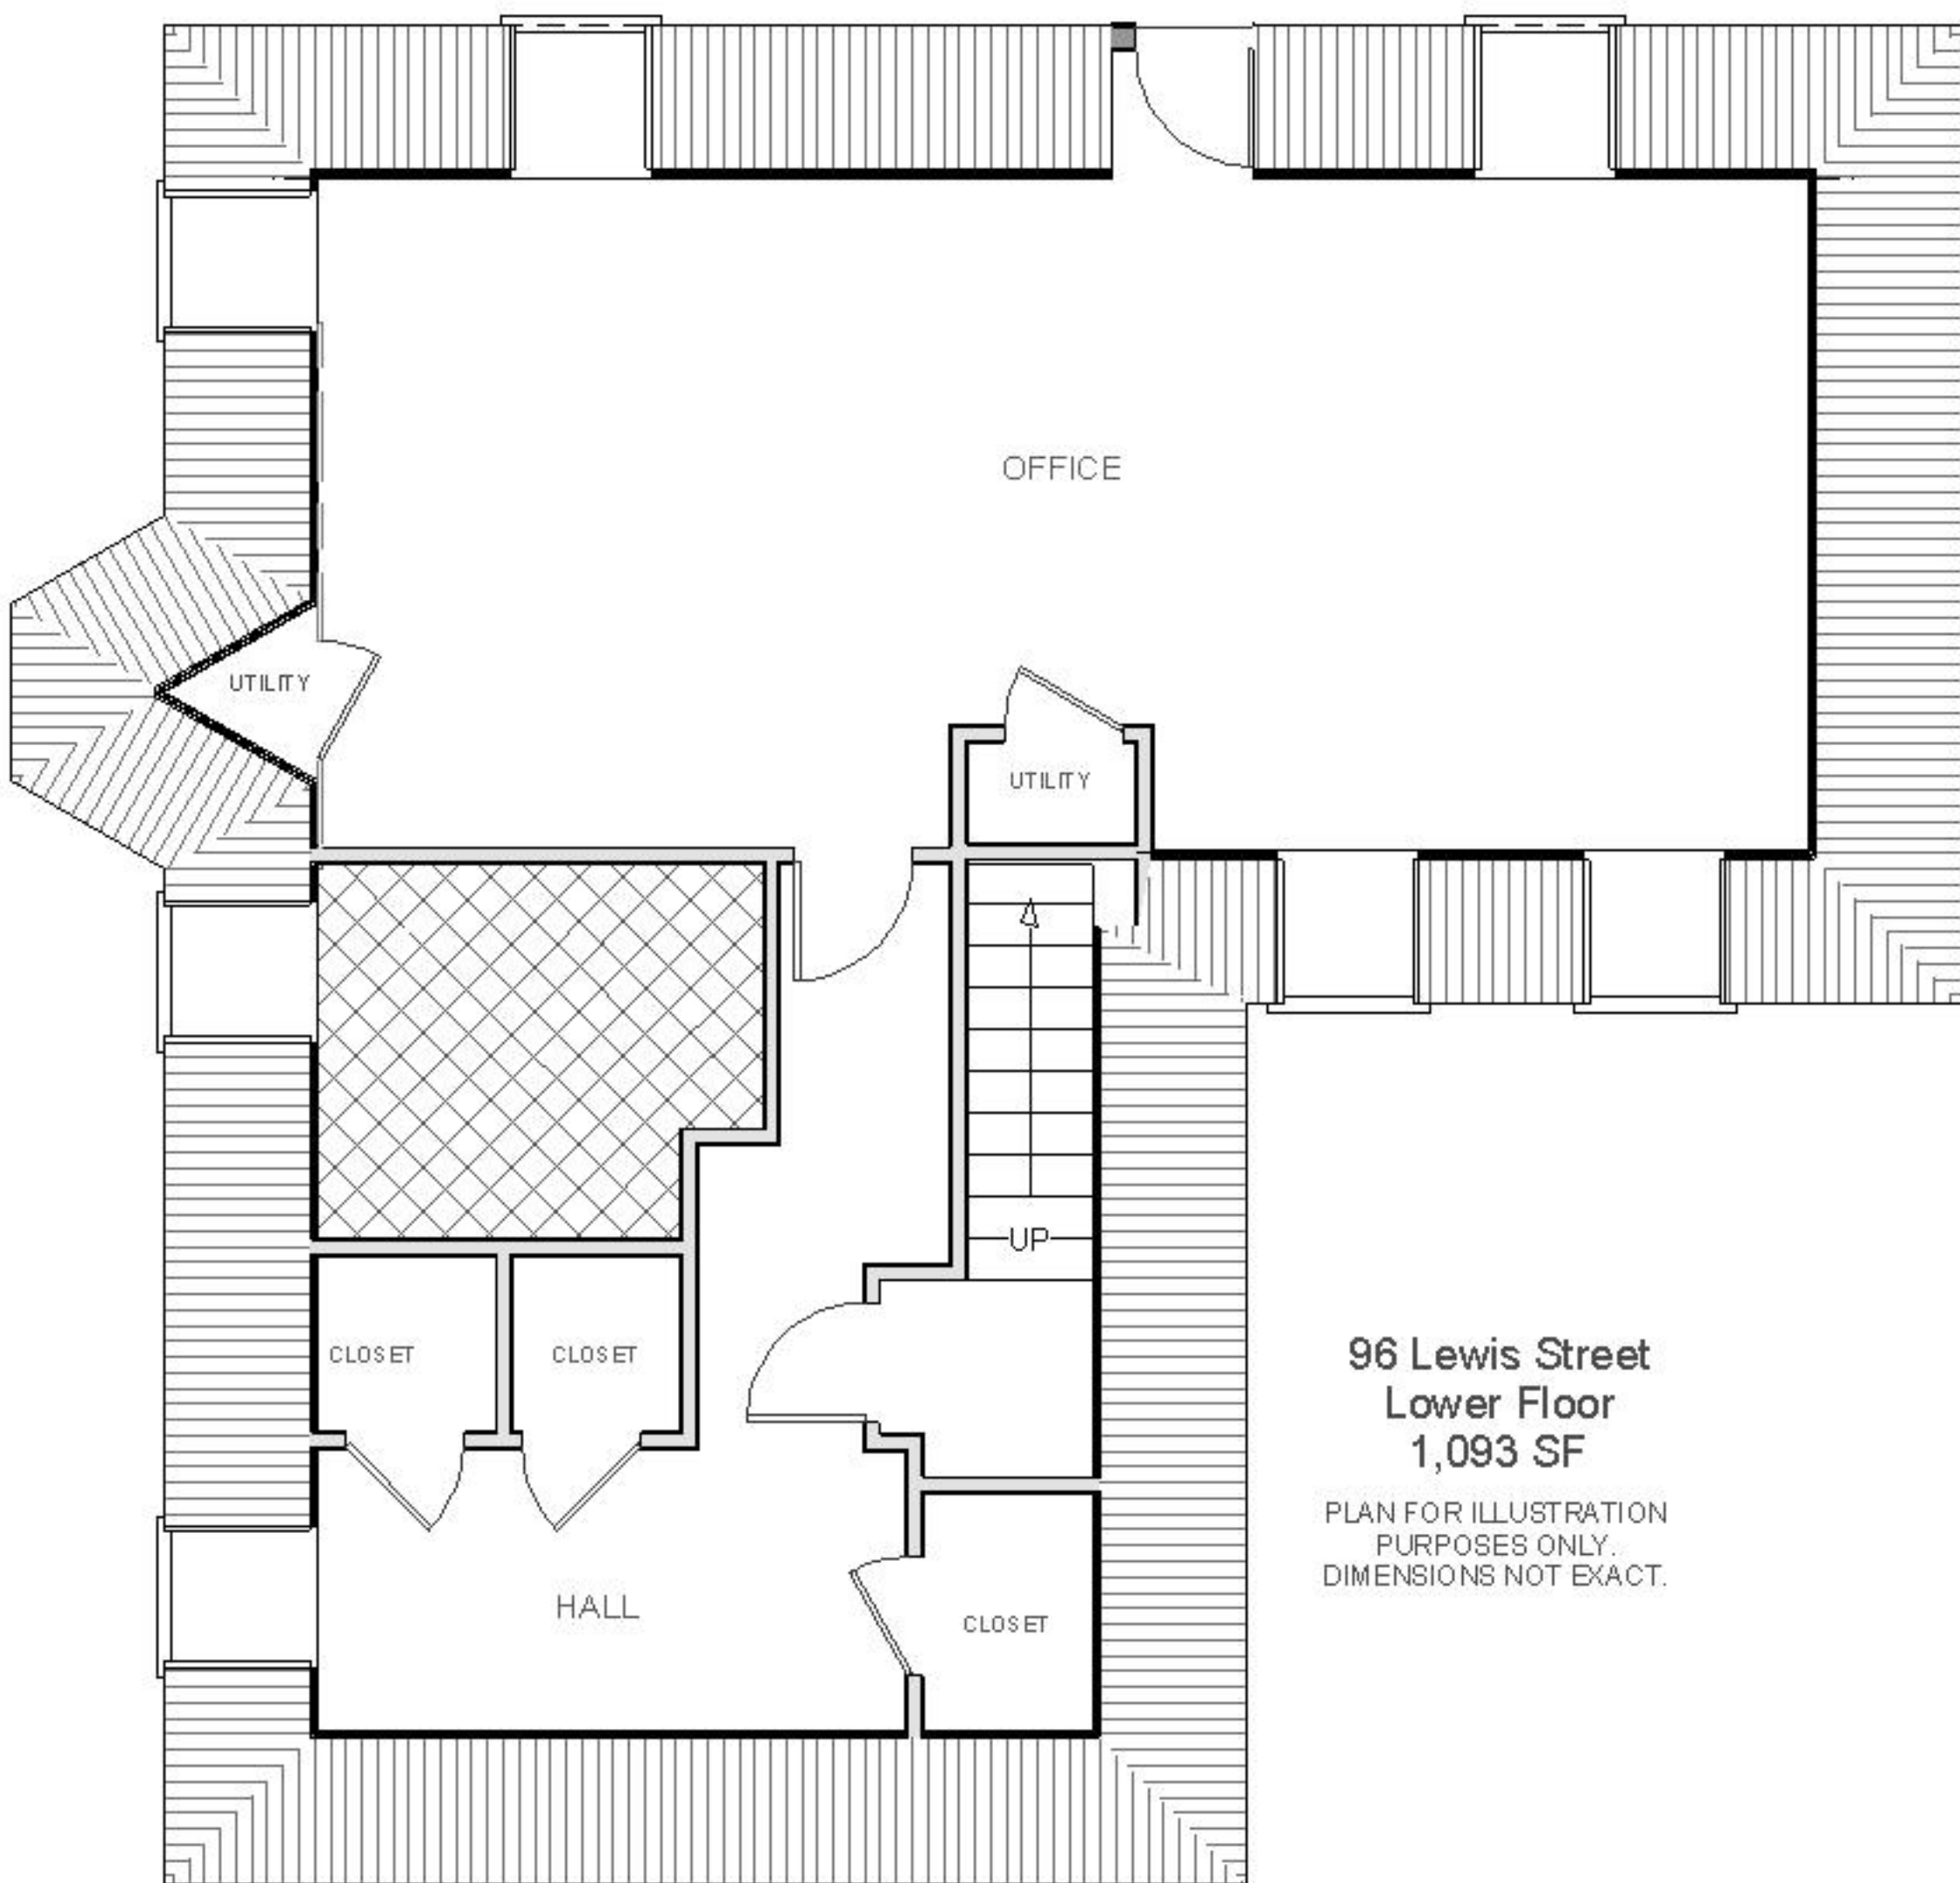 OFFICE
UTILITY
UTILITY
UP
CLOSET
CLOSET
HALL
CLOSET
96 Lewis Street
Lower Floor
1,093 SF
PLAN FOR ILLUSTRATION
PURPOSES ONLY.
DIMENSIONS NOT EXACT.